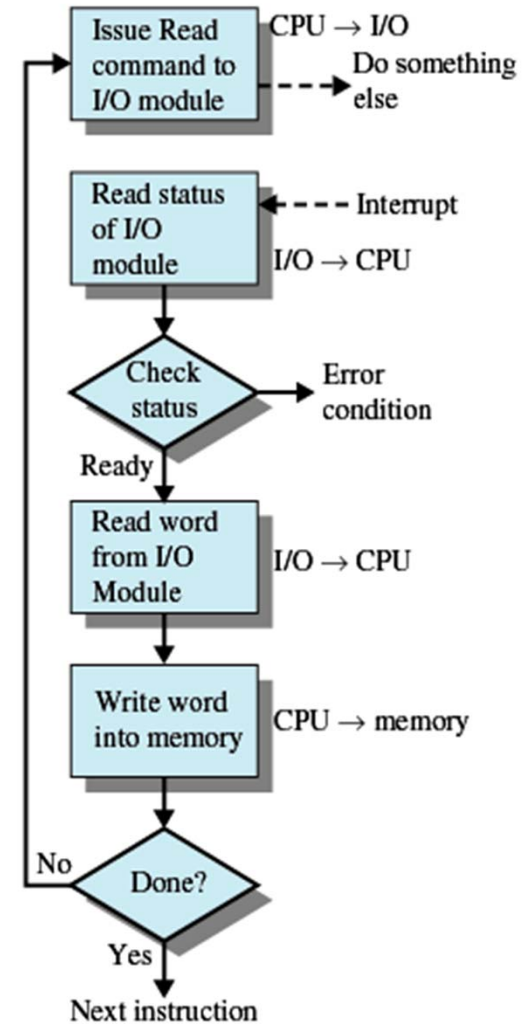 Issue Read
command to
I/O module
CPU → I/O
Do something
else
Read status
of I/O
module
Interrupt
I/O → CPU
Check
status
Error
condition
Ready
Read word
from I/O
Module
I/O → CPU
Write word
into memory
CPU → memory
No
Done?
Yes
Next instruction